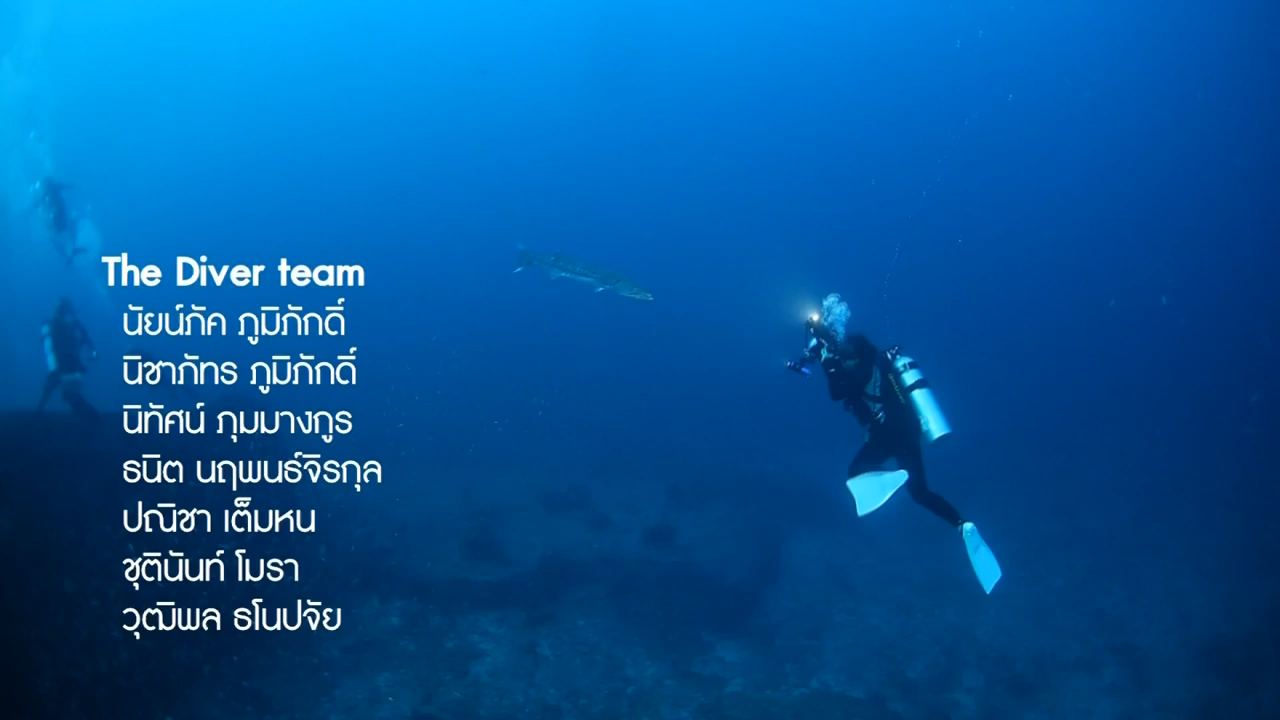 The Diver team
นัยน์ภัค ภูมิภักดิ์
นิชาภัทร ภูมิภักดิ์
นิทัศน์ ภุมมางกูร
ธนิต นฤพนธ์จิรกุล
ปณิชา เต็มหน
ชุตินันท์ โมรา
วุฒิพล ธโนปจัย